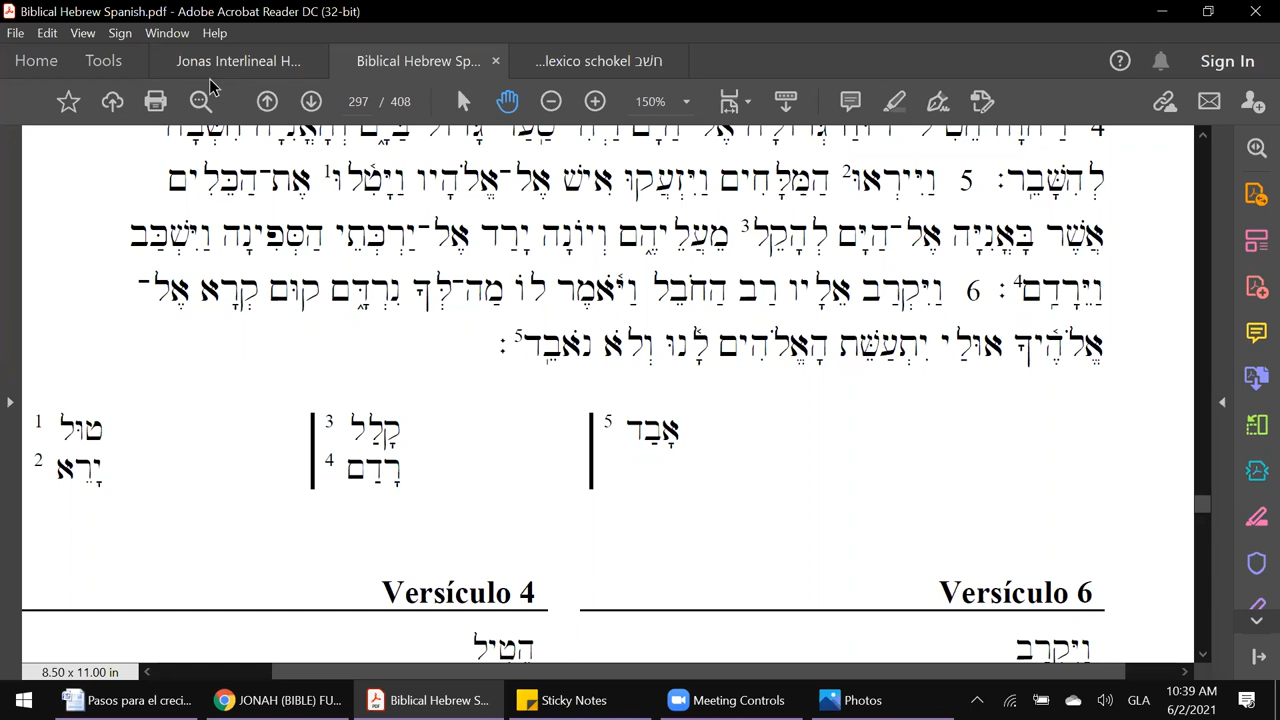 Biblical Hebrew Spanish.pdf - Adobe Acrobat Reader DC (32-bit)
File Edit View Sign Window Help
Home Tools Jonas Interlineal H... Biblical Hebrew Sp... × ...lexico schokel חשב Sign In
297 / 408 150%
לְהִשָּׁבֵר׃ 5 וַיִּירְאוּ2 הַמַּלָּחִים וַיִּזְעֲקוּ אִישׁ אֶל־אֱלֹהָיו וַיָּטִלוּ1 אֶת־הַכֵּלִים
אֲשֶׁר בָּאֳנִיָּה אֶל־הַיָּם לְהָקֵל3 מֵעֲלֵיהֶם וְיוֹנָה יָרַד אֶל־יַרְכְּתֵי הַסְּפִינָה וַיִּשְׁכַּב
וַיֵּרָדַם4׃ 6 וַיִּקְרַב אֵלָיו רַב הַחֹבֵל וַיֹּאמֶר לוֹ מַה־לְּךָ נִרְדָּם קוּם קְרָא אֶל־
אֱלֹהֶיךָ אוּלַי יִתְעַשֵּׁת הָאֱלֹהִים לָנוּ וְלֹא נֹאבֵד5׃
1 טוּל
2 יָרֵא
3 קָלַל
4 רָדַם
5 אָבַד
Versículo 4
הֵטִיל
Versículo 6
וַיִּקְרַב
8.50 x 11.00 in
Pasos para el creci... JONAH (BIBLE) FU... Biblical Hebrew S... Sticky Notes Meeting Controls Photos GLA
10:39 AM
6/2/2021